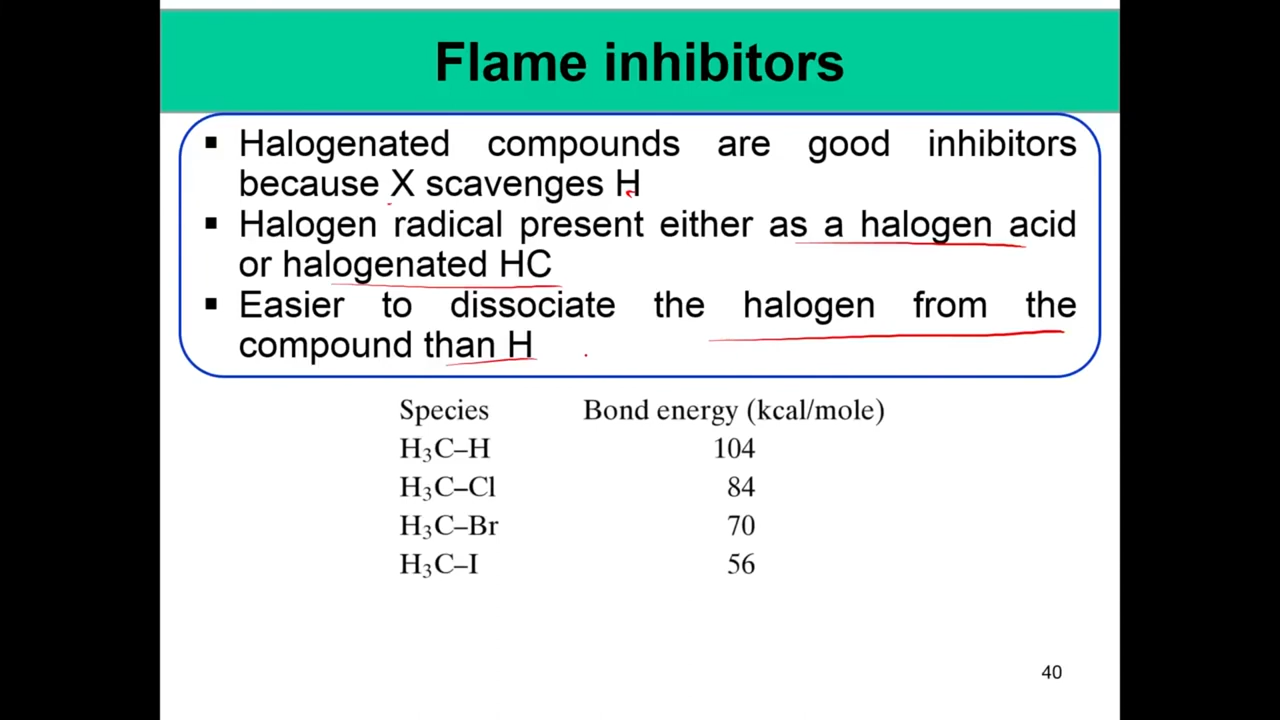 Flame inhibitors
▪ Halogenated compounds are good inhibitors
because X scavenges H
▪ Halogen radical present either as a halogen acid
or halogenated HC
▪ Easier to dissociate the halogen from the
compound than H
Species Bond energy (kcal/mole)
H₃C–H 104
H₃C–Cl 84
H₃C–Br 70
H₃C–I 56
40